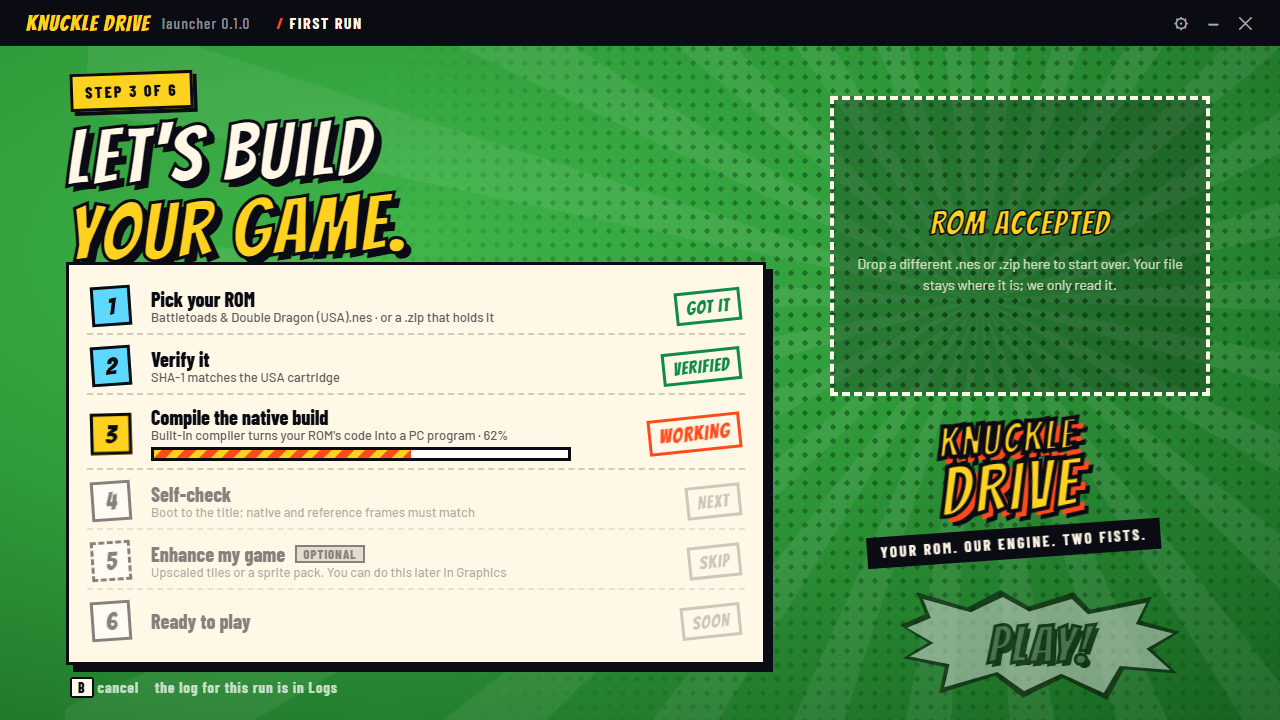 KNUCKLE DRIVE launcher 0.1.0 / FIRST RUN
STEP 3 OF 6
LET'S BUILD
YOUR GAME.
1 Pick your ROM GOT IT
Battletoads & Double Dragon (USA).nes · or a .zip that holds it
2 Verify it VERIFIED
SHA-1 matches the USA cartridge
3 Compile the native build WORKING
Built-in compiler turns your ROM's code into a PC program · 62%
4 Self-check NEXT
Boot to the title; native and reference frames must match
5 Enhance my game OPTIONAL SKIP
Upscaled tiles or a sprite pack. You can do this later in Graphics
6 Ready to play SOON
B cancel the log for this run is in Logs
ROM ACCEPTED
Drop a different .nes or .zip here to start over. Your file
stays where it is; we only read it.
KNUCKLE
DRIVE
YOUR ROM. OUR ENGINE. TWO FISTS.
PLAY!